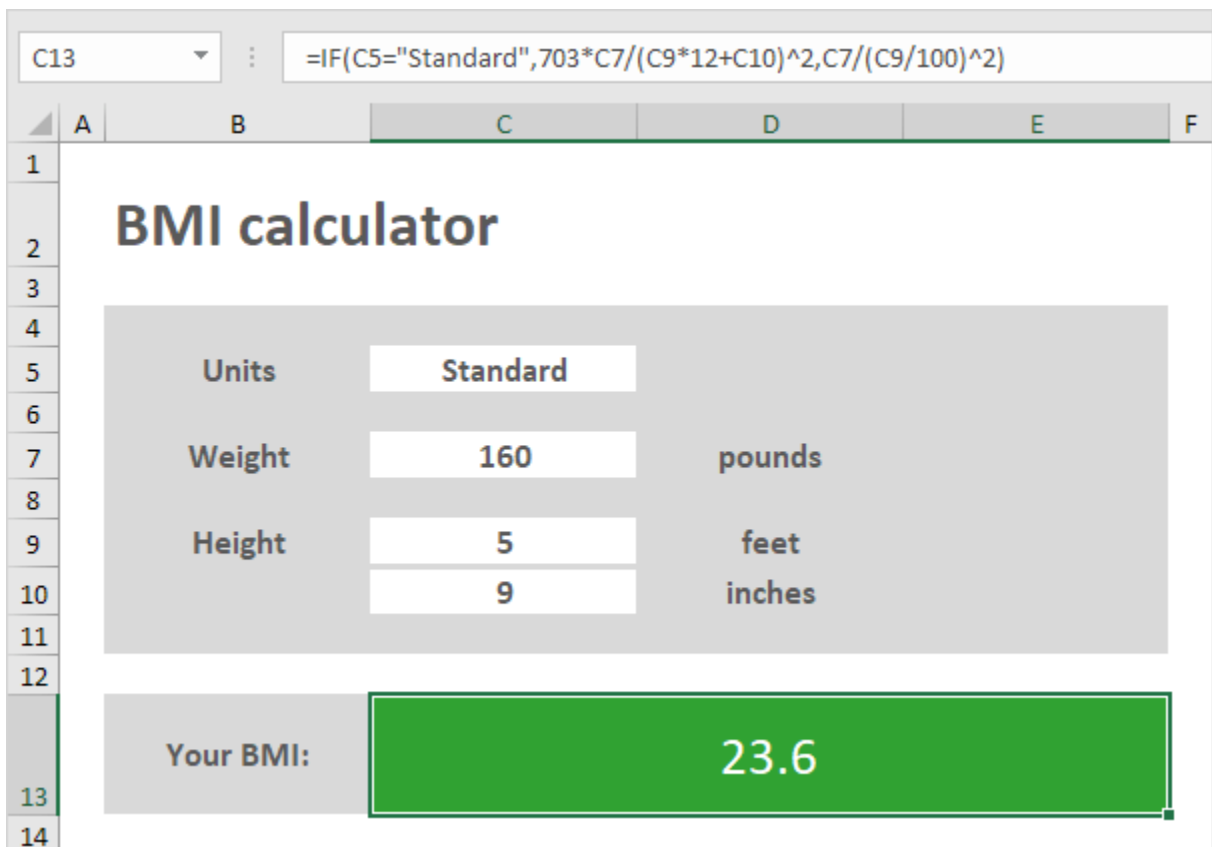 C13 =IF(C5="Standard",703*C7/(C9*12+C10)^2,C7/(C9/100)^2)
A B C D E F
1
2 BMI calculator
3
4
5 Units Standard
6
7 Weight 160 pounds
8
9 Height 5 feet
10 9 inches
11
12
13 Your BMI: 23.6
14